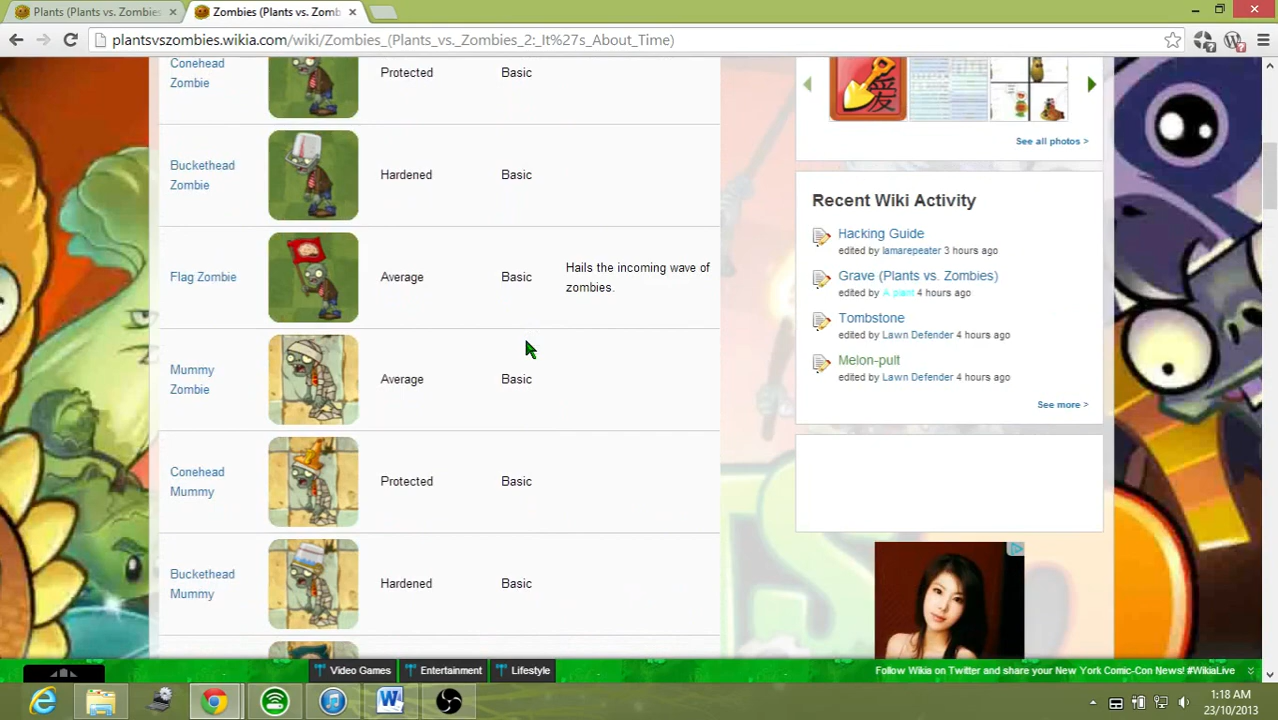 Plants (Plants vs. Zombies
Zombies (Plants vs. Zomb
plantsvszombies.wikia.com/wiki/Zombies_(Plants_vs._Zombies_2:_It%27s_About_Time)
Conehead
Zombie
Protected
Basic
Buckethead
Zombie
Hardened
Basic
Flag Zombie
Average
Basic
Hails the incoming wave of
zombies.
Mummy
Zombie
Average
Basic
Conehead
Mummy
Protected
Basic
Buckethead
Mummy
Hardened
Basic
See all photos >
Recent Wiki Activity
Hacking Guide
edited by Iamarepeater 3 hours ago
Grave (Plants vs. Zombies)
edited by A plant 4 hours ago
Tombstone
edited by Lawn Defender 4 hours ago
Melon-pult
edited by Lawn Defender 4 hours ago
See more >
Video Games
Entertainment
Lifestyle
Follow Wikia on Twitter and share your New York Comic-Con News! #WikiaLive
1:18 AM
23/10/2013